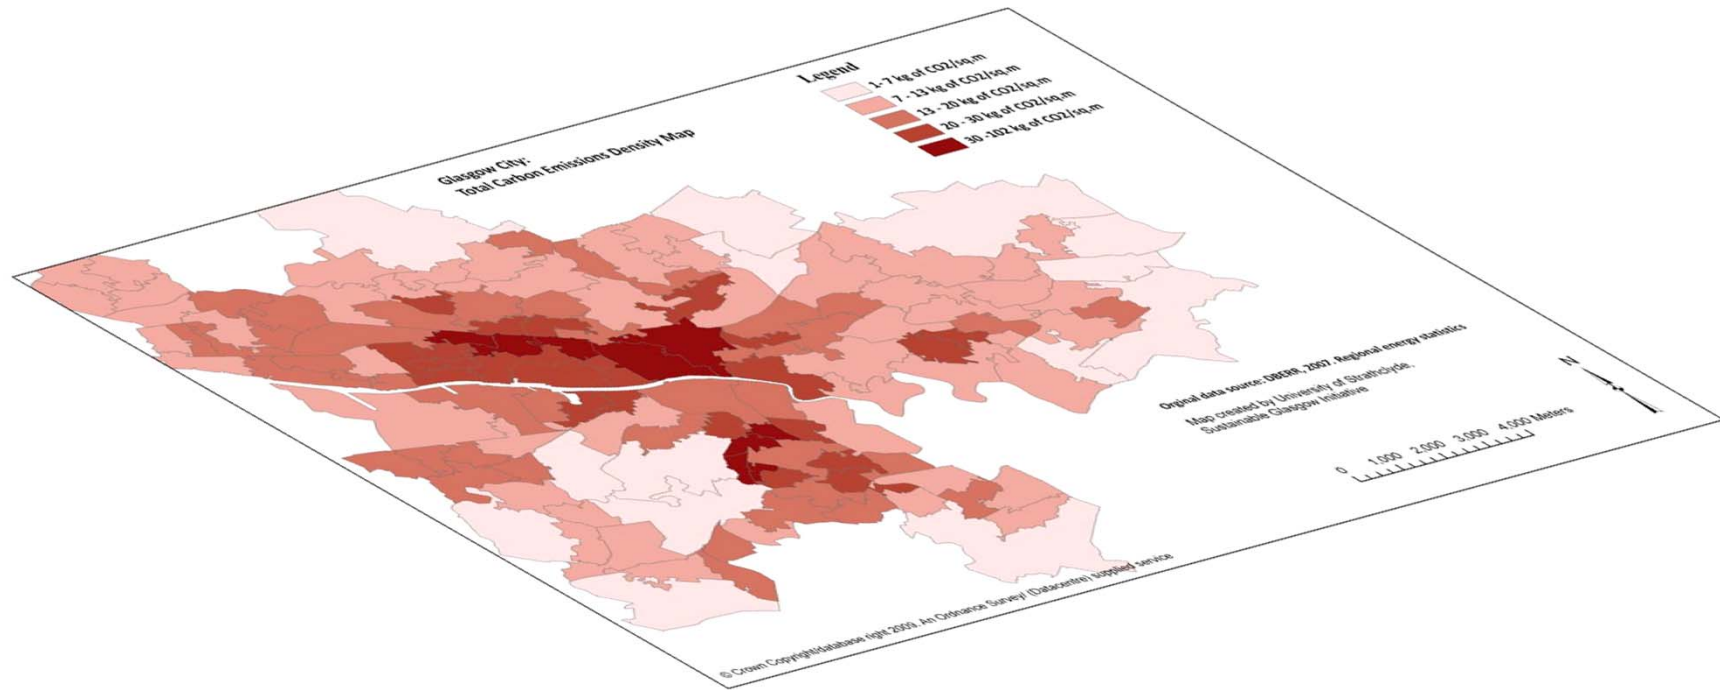 Legend
1- 7 kg of CO2/sq.m
7 - 13 kg of CO2/sq.m
13 - 20 kg of CO2/sq.m
20 - 30 kg of CO2/sq.m
30 -102 kg of CO2/sq.m
Glasgow City:
Total Carbon Emissions Density Map
Orginal data source: DBERR, 2007. Regional energy statistics
Map created by University of Strathclyde,
Sustainable Glasgow Initiative
N
0 1,000 2,000 3,000 4,000 Meters
© Crown Copyright/database right 2009. An Ordnance Survey/ (Datacentre) supplied service